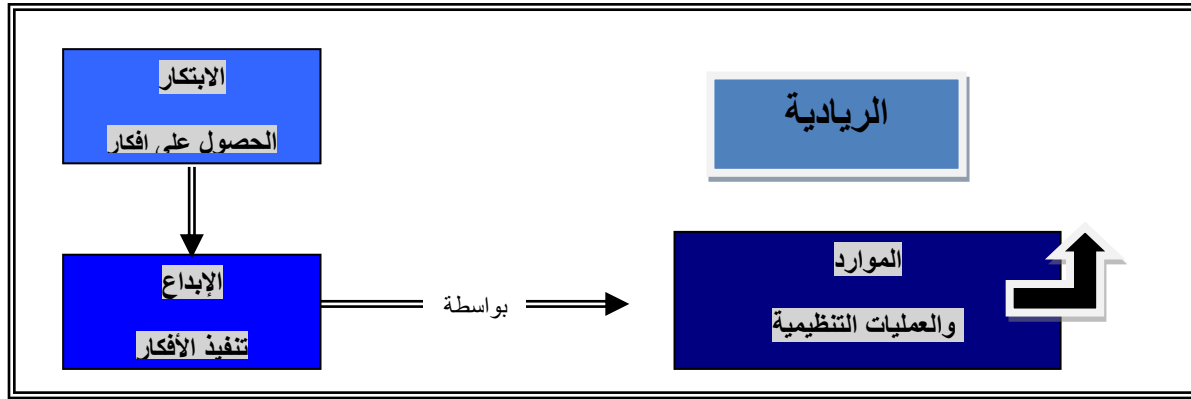 الابتكار
الحصول على افكار
الريادية
الإبداع
تنفيذ الأفكار
بواسطة
الموارد
والعمليات التنظيمية